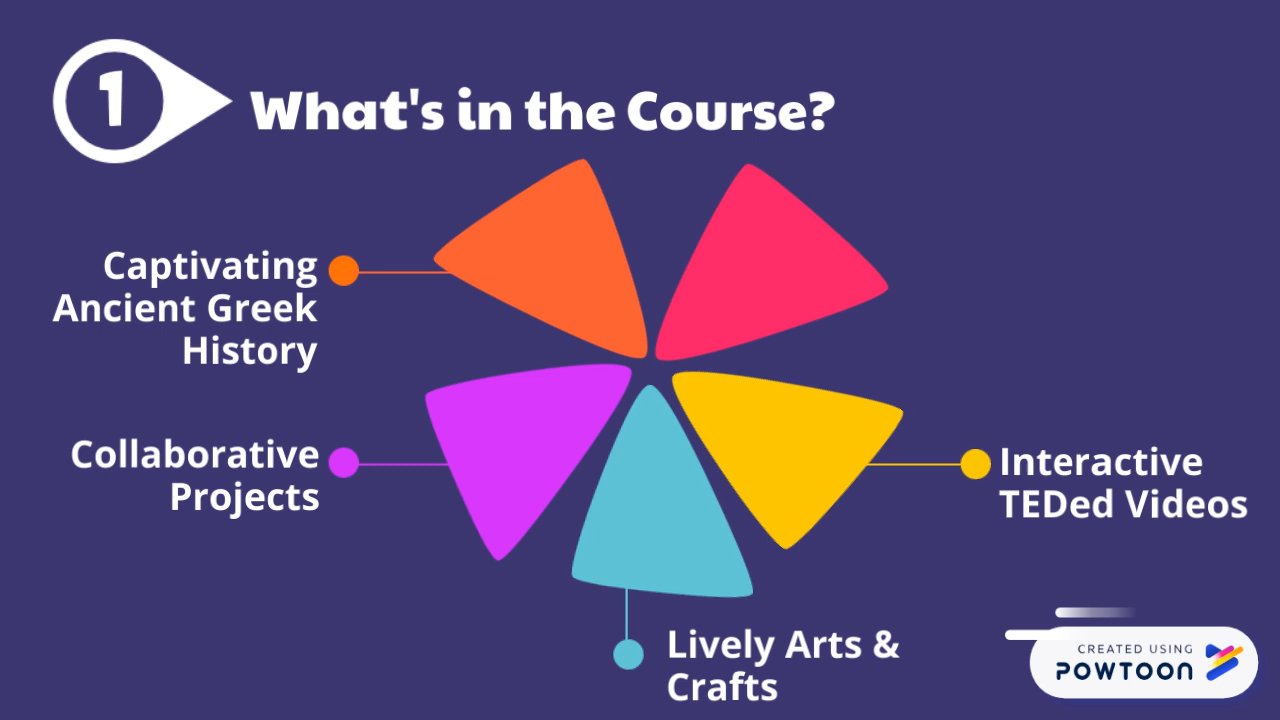 1
What's in the Course?
Captivating
Ancient Greek
History
Collaborative
Projects
Interactive
TEDed Videos
Lively Arts &
Crafts
CREATED USING
POWTOON